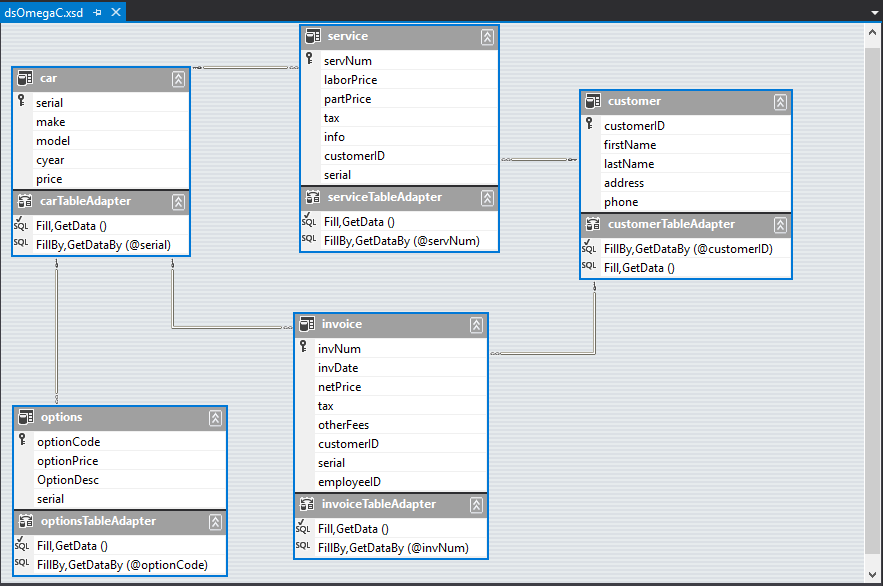 dsOmegaC.xsd
service
servNum
laborPrice
partPrice
tax
info
customerID
serial
serviceTableAdapter
SQL Fill,GetData ()
SQL FillBy,GetDataBy (@servNum)
car
serial
make
model
cyear
price
carTableAdapter
SQL Fill,GetData ()
SQL FillBy,GetDataBy (@serial)
customer
customerID
firstName
lastName
address
phone
customerTableAdapter
SQL FillBy,GetDataBy (@customerID)
SQL Fill,GetData ()
invoice
invNum
invDate
netPrice
tax
otherFees
customerID
serial
employeeID
invoiceTableAdapter
SQL Fill,GetData ()
SQL FillBy,GetDataBy (@invNum)
options
optionCode
optionPrice
OptionDesc
serial
optionsTableAdapter
SQL Fill,GetData ()
SQL FillBy,GetDataBy (@optionCode)